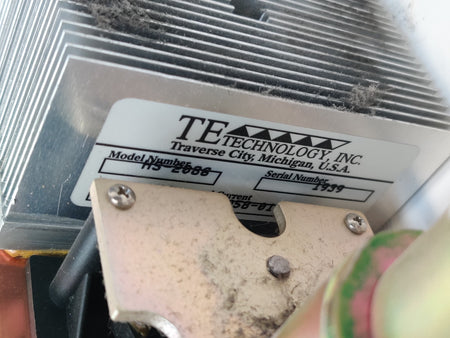 TE TECHNOLOGY, INC.
Traverse City, Michigan, U.S.A.
Model Number Serial Number
HS-2088 1939